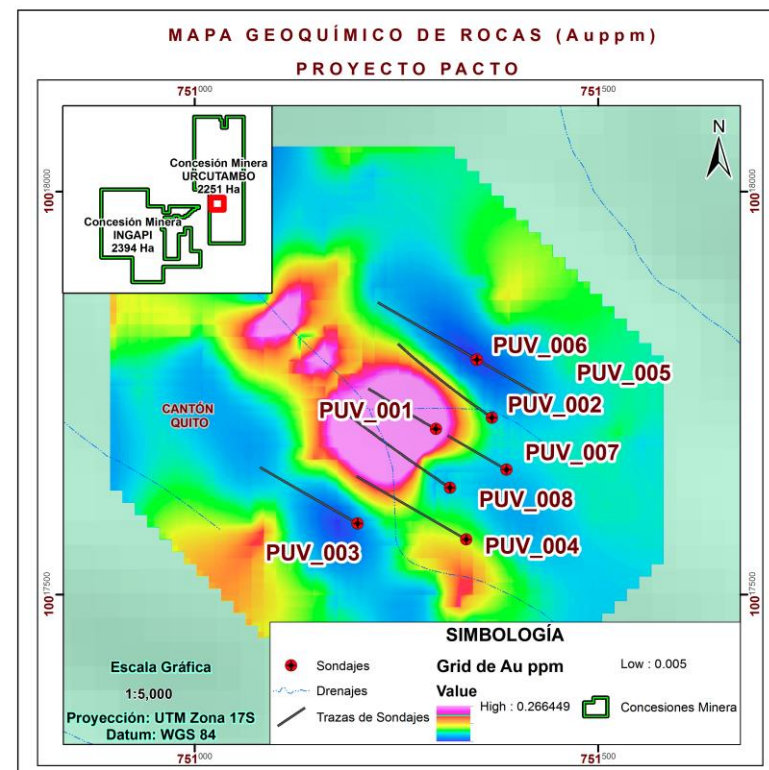 MAPA GEOQUÍMICO DE ROCAS (Auppm)
PROYECTO PACTO
751000
751500
N
10018000
10018000
Concesión Minera
URCUTAMBO
2251 Ha
Concesión Minera
INGAPI
2394 Ha
PUV_006
PUV_005
PUV_002
PUV_001
CANTÓN
QUITO
PUV_007
PUV_008
PUV_004
PUV_003
10017500
10017500
SIMBOLOGÍA
Sondajes
Drenajes
Trazas de Sondajes
Grid de Au ppm
Value
High : 0.266449
Low : 0.005
Concesiones Minera
Escala Gráfica
1:5,000
Proyección: UTM Zona 17S
Datum: WGS 84
751000
751500